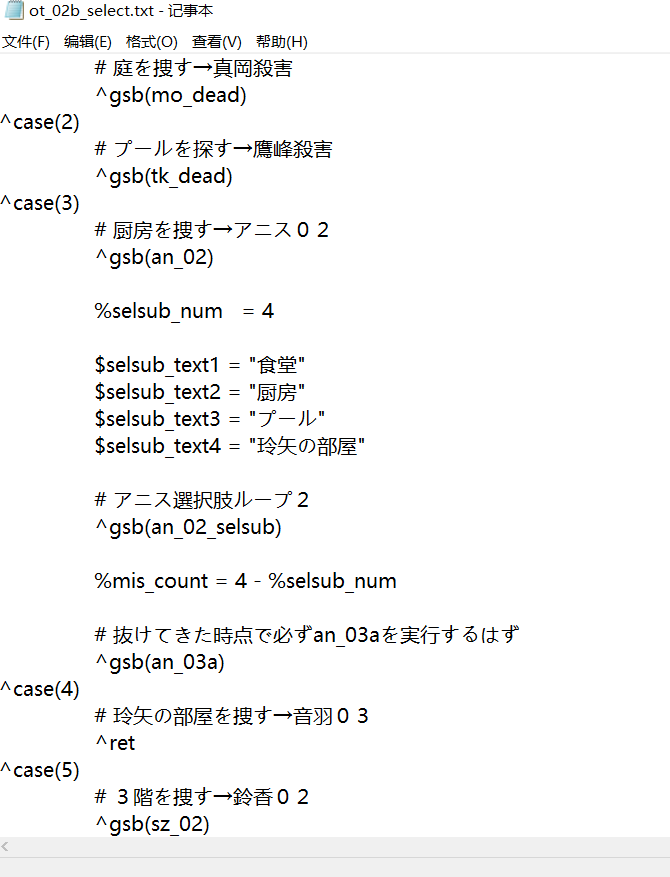 ot_02b_select.txt - 记事本
文件(F) 编辑(E) 格式(O) 查看(V) 帮助(H)
# 庭を捜す→真岡殺害
^gsb(mo_dead)
^case(2)
# プールを探す→鷹峰殺害
^gsb(tk_dead)
^case(3)
# 厨房を捜す→アニス０２
^gsb(an_02)
%selsub_num = 4
$selsub_text1 = "食堂"
$selsub_text2 = "厨房"
$selsub_text3 = "プール"
$selsub_text4 = "玲矢の部屋"
# アニス選択肢ループ２
^gsb(an_02_selsub)
%mis_count = 4 - %selsub_num
# 抜けてきた時点で必ずan_03aを実行するはず
^gsb(an_03a)
^case(4)
# 玲矢の部屋を捜す→音羽０３
^ret
^case(5)
# ３階を捜す→鈴香０２
^gsb(sz_02)